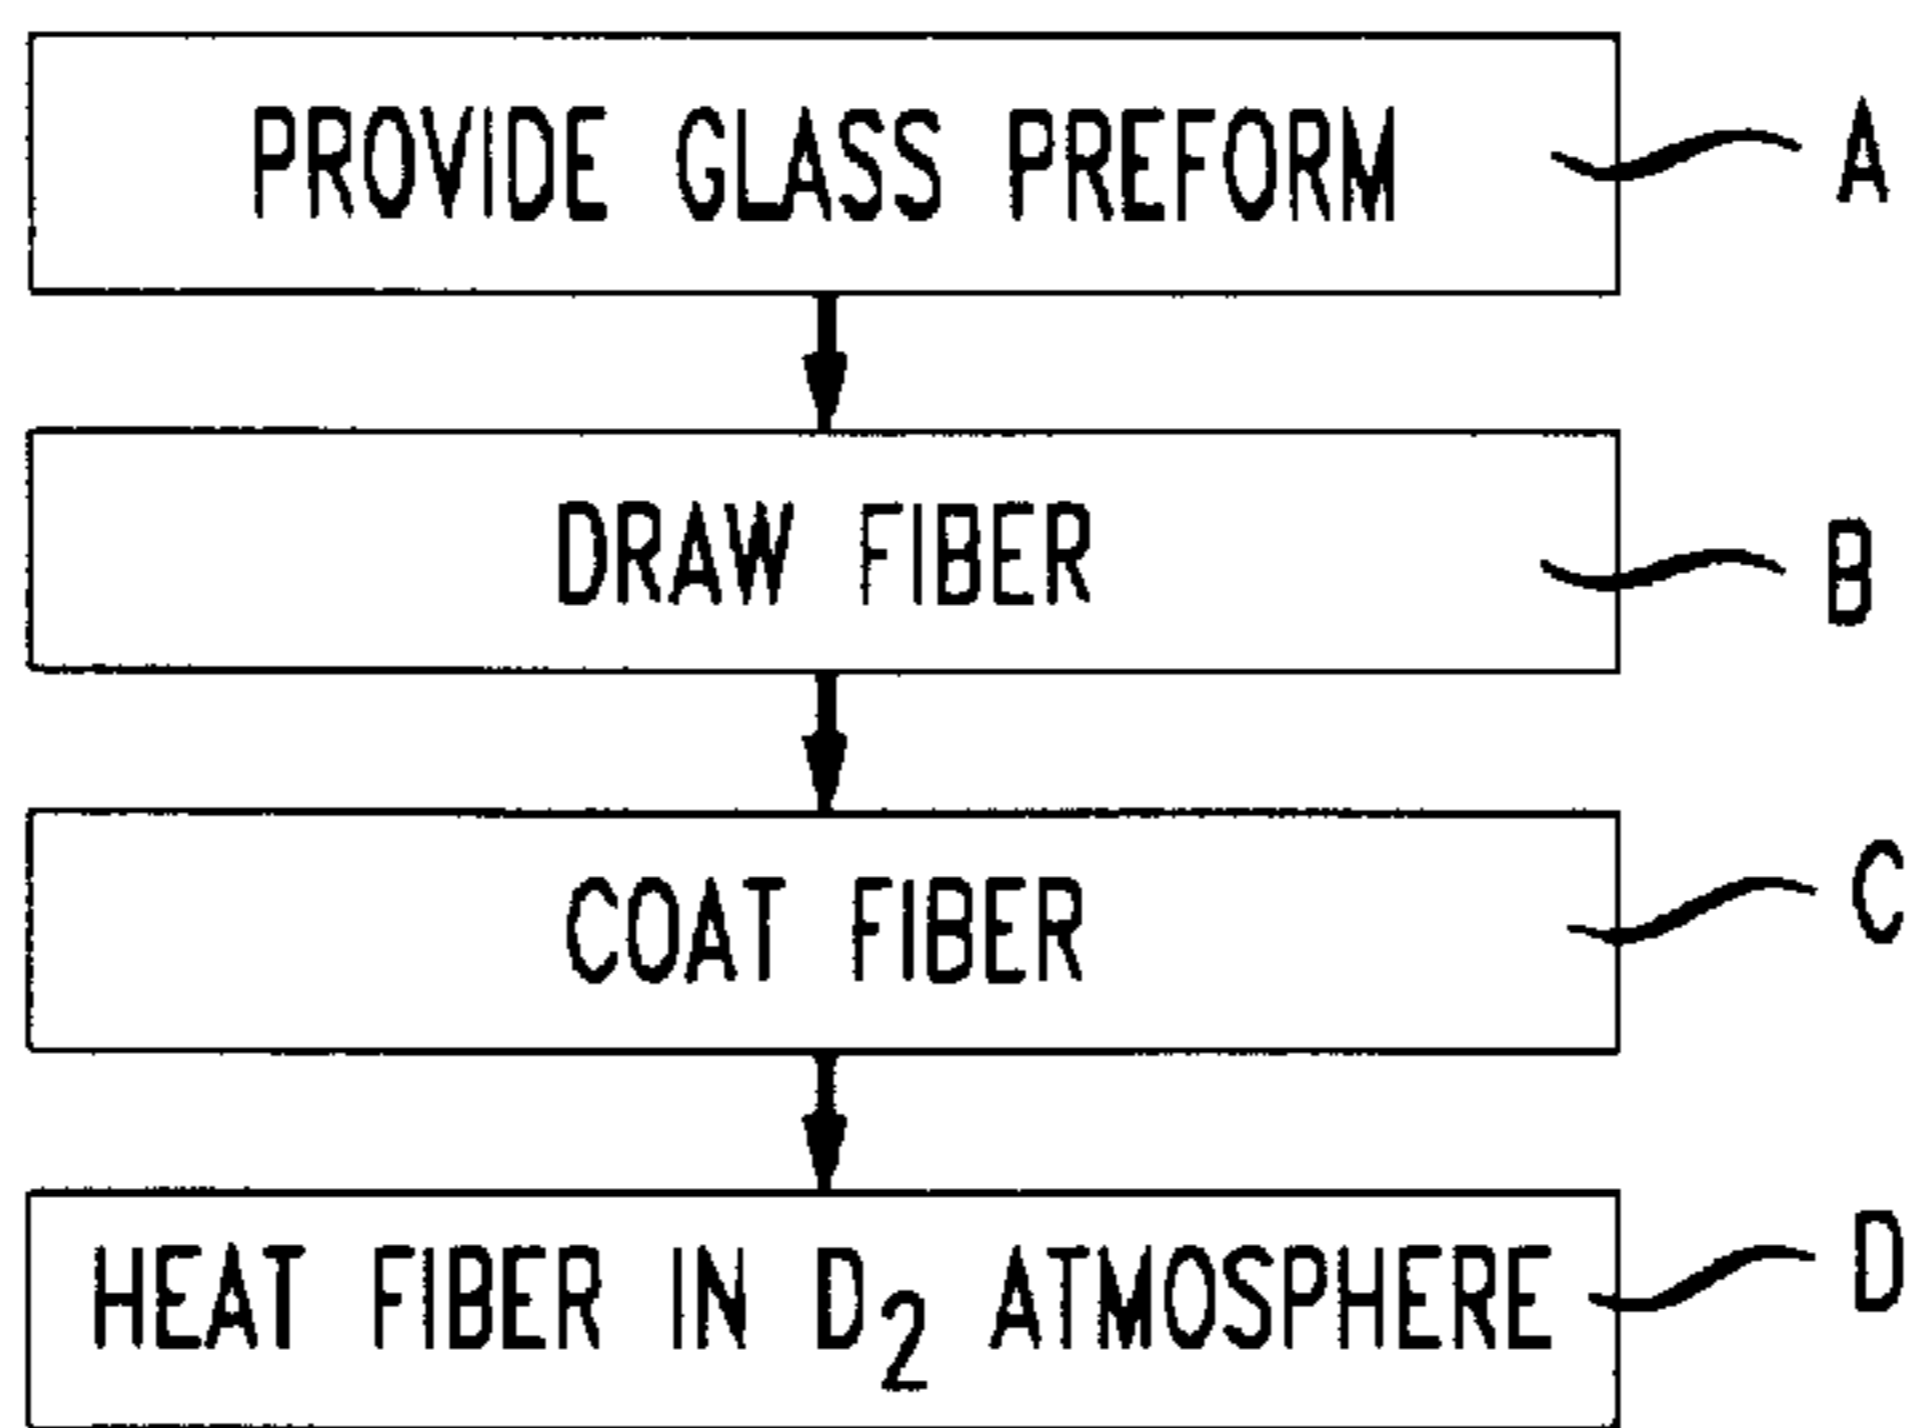 PROVIDE GLASS PREFORM A
DRAW FIBER B
COAT FIBER C
HEAT FIBER IN D2 ATMOSPHERE D